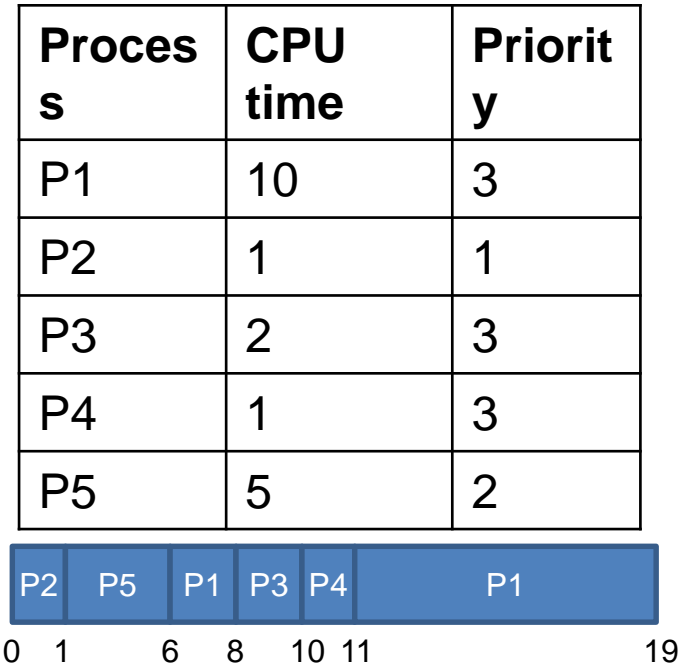 Proces CPU Priorit
s time y
P1 10 3
P2 1 1
P3 2 3
P4 1 3
P5 5 2
P2 P5 P1 P3 P4 P1
0 1 6 8 10 11 19